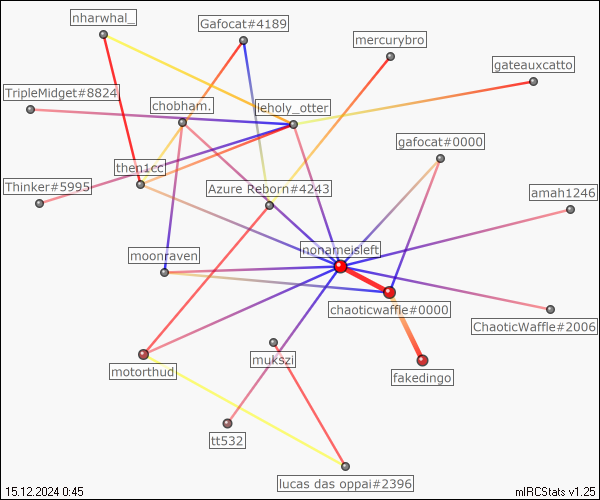 nharwhal_
Gafocat#4189
mercurybro
gateauxcatto
TripleMidget#8824
chobham.
leholy_otter
gafocat#0000
then1cc
Thinker#5995
Azure Reborn#4243
amah1246
nonameisleft
moonraven
chaoticwaffle#0000
ChaoticWaffle#2006
motorthud
mukszi
fakedingo
tt532
lucas das oppai#2396
15.12.2024 0:45
mIRCStats v1.25